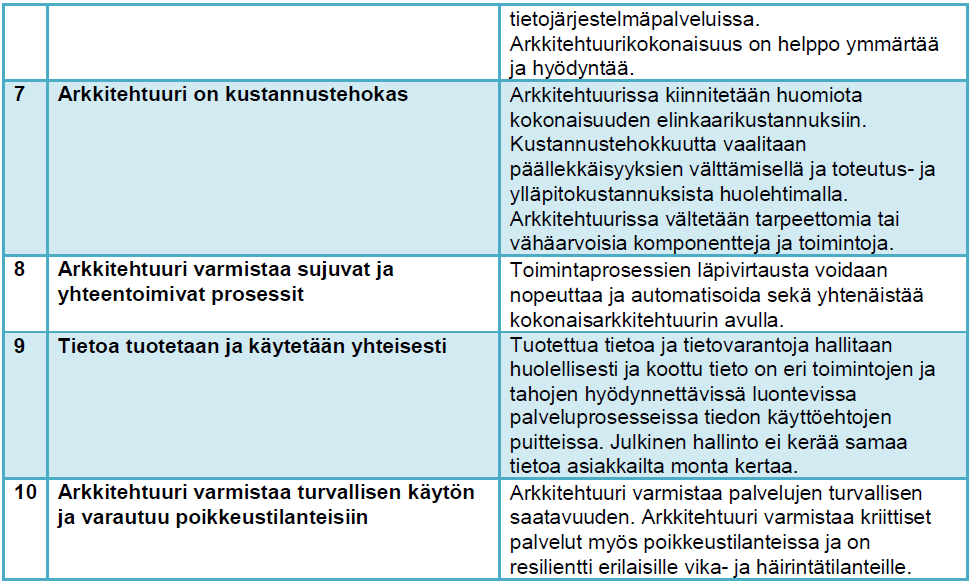 tietojärjestelmäpalveluissa.
Arkkitehtuurikokonaisuus on helppo ymmärtää
ja hyödyntää.
7 Arkkitehtuuri on kustannustehokas
Arkkitehtuurissa kiinnitetään huomiota
kokonaisuuden elinkaarikustannuksiin.
Kustannustehokkuutta vaalitaan
päällekkäisyyksien välttämisellä ja toteutus- ja
ylläpitokustannuksista huolehtimalla.
Arkkitehtuurissa vältetään tarpeettomia tai
vähäarvoisia komponentteja ja toimintoja.
8 Arkkitehtuuri varmistaa sujuvat ja
yhteentoimivat prosessit
Toimintaprosessien läpivirtausta voidaan
nopeuttaa ja automatisoida sekä yhtenäistää
kokonaisarkkitehtuurin avulla.
9 Tietoa tuotetaan ja käytetään yhteisesti
Tuotettua tietoa ja tietovarantoja hallitaan
huolellisesti ja koottu tieto on eri toimintojen ja
tahojen hyödynnettävissä luontevissa
palveluprosesseissa tiedon käyttöehtojen
puitteissa. Julkinen hallinto ei kerää samaa
tietoa asiakkailta monta kertaa.
10 Arkkitehtuuri varmistaa turvallisen käytön
ja varautuu poikkeustilanteisiin
Arkkitehtuuri varmistaa palvelujen turvallisen
saatavuuden. Arkkitehtuuri varmistaa kriittiset
palvelut myös poikkeustilanteissa ja on
resilientti erilaisille vika- ja häirintätilanteille.